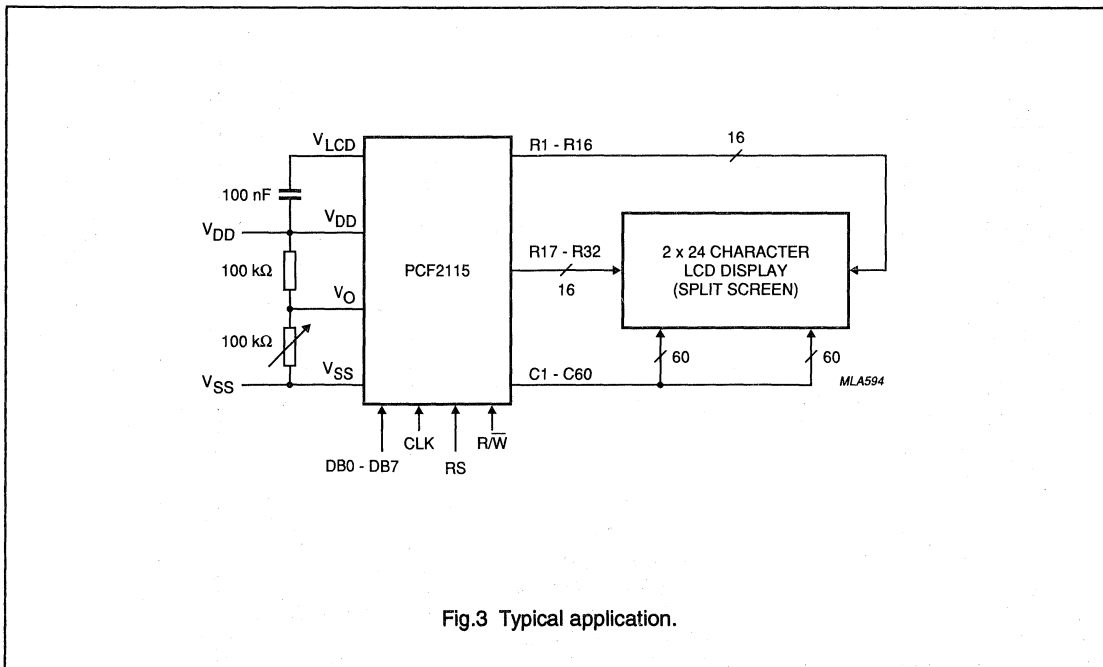 V_LCD
R1 - R16
16
100 nF
V_DD
V_DD
100 kΩ
V_O
100 kΩ
V_SS
V_SS
PCF2115
R17 - R32
16
2 x 24 CHARACTER
LCD DISPLAY
(SPLIT SCREEN)
60
60
C1 - C60
MLA594
DB0 - DB7
CLK
RS
R/W̅
Fig.3 Typical application.